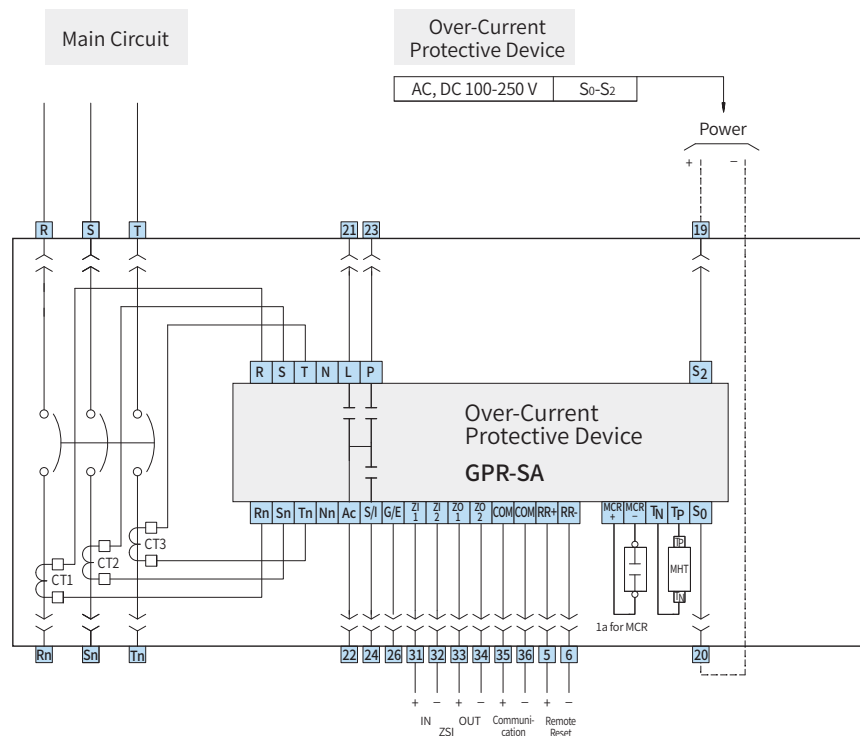 Main Circuit
Over-Current
Protective Device
AC, DC 100-250 V S0-S2
Power
+ −
R S T 21 23 19
R S T N L P S2
Over-Current
Protective Device
GPR-SA
Rn Sn Tn Nn Ac S/I G/E ZI 1 ZI 2 ZO 1 ZO 2 COM COM RR+ RR- MCR + MCR − TN TP S0
CT1 CT2 CT3
TP
MHT
TN
1a for MCR
Rn Sn Tn 22 24 26 31 32 33 34 35 36 5 6 20
+ − + − + − + −
IN OUT Communi- Remote
ZSI cation Reset